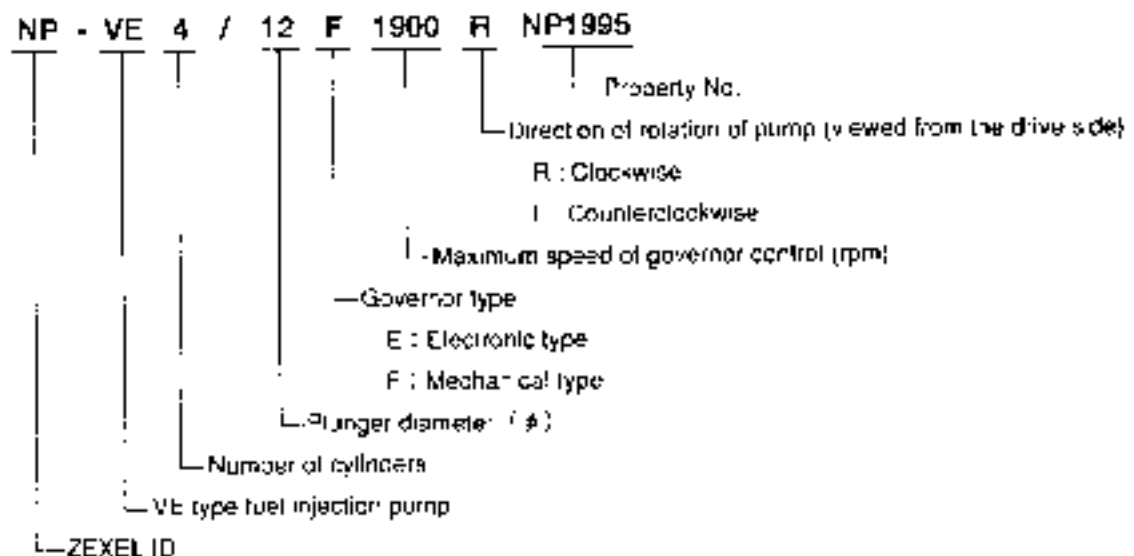 NP - VE 4 / 12 F 1900 R NP1995
Property No.
Direction of rotation of pump (viewed from the drive side)
R : Clockwise
L Counterclockwise
Maximum speed of governor control (rpm)
Governor type
E : Electronic type
F : Mechanical type
Plunger diameter (φ)
Number of cylinders
VE type fuel injection pump
ZEXEL ID